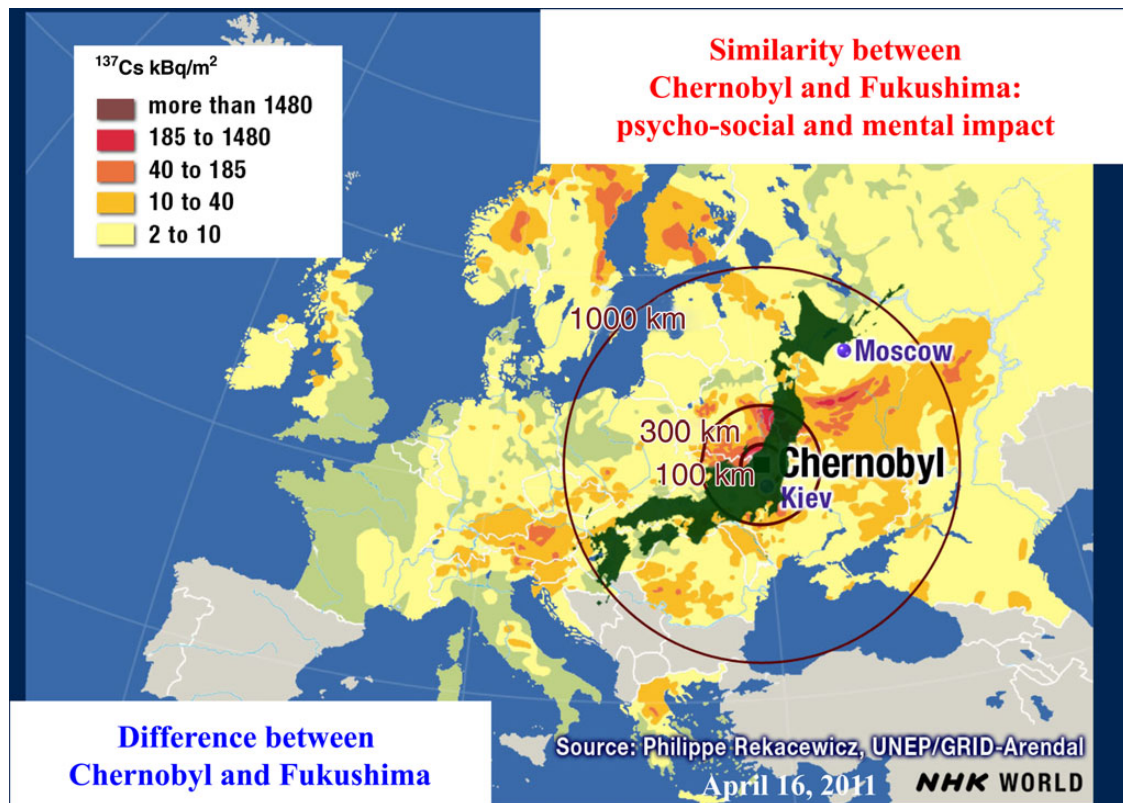 ¹³⁷Cs kBq/m²
more than 1480
185 to 1480
40 to 185
10 to 40
2 to 10
Similarity between
Chernobyl and Fukushima:
psycho-social and mental impact
1000 km
Moscow
300 km
100 km
Chernobyl
Kiev
Difference between
Chernobyl and Fukushima
Source: Philippe Rekacewicz, UNEP/GRID-Arendal
April 16, 2011
NHK WORLD